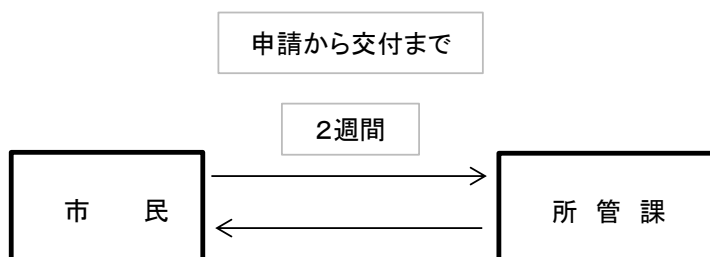 申請から交付まで
２週間
市　　民
所　管　課